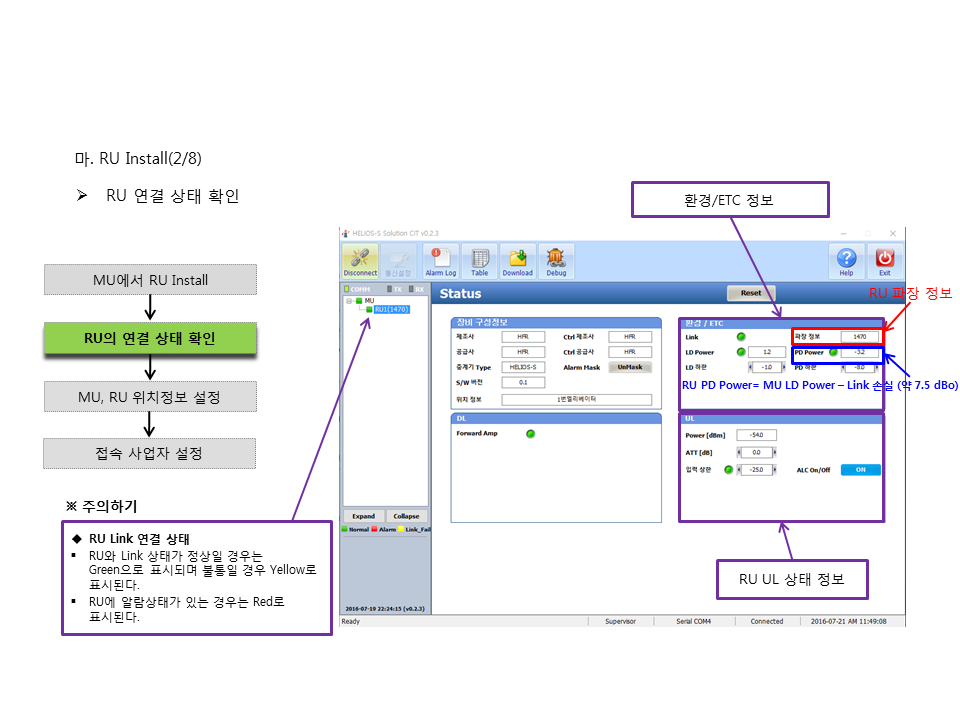 마. RU Install(2/8)
➢ RU 연결 상태 확인
MU에서 RU Install
RU의 연결 상태 확인
MU, RU 위치정보 설정
접속 사업자 설정
※ 주의하기
◆ RU Link 연결 상태
▪ RU와 Link 상태가 정상일 경우는
Green으로 표시되며 불통일 경우 Yellow로
표시된다.
▪ RU에 알람상태가 있는 경우는 Red로
표시된다.
환경/ETC 정보
HELIOS-S Solution CIT v0.2.3
Disconnect 통신설정 Alarm Log Table Download Debug Help Exit
COMM TX RX
MU
RU1(1470)
Status Reset
RU 파장 정보
장비 구성정보
제조사 HFR Ctrl 제조사 HFR
공급사 HFR Ctrl 공급사 HFR
중계기 Type HELIOS-S Alarm Mask UnMask
S/W 버전 0.1
위치 정보 1번엘리베이터
환경 / ETC
Link 파장 정보 1470
LD Power 1.2 PD Power -3.2
LD 하한 -1.0 PD 하한 -8.0
RU PD Power= MU LD Power – Link 손실 (약 7.5 dBo)
DL
Forward Amp
UL
Power [dBm] -54.0
ATT [dB] 0.0
입력 상한 -25.0 ALC On/Off ON
Expand Collapse
Normal Alarm Link_Fail
RU UL 상태 정보
2016-07-19 22:24:15 (v0.2.3)
Ready Supervisor Serial COM4 Connected 2016-07-21 AM 11:49:08